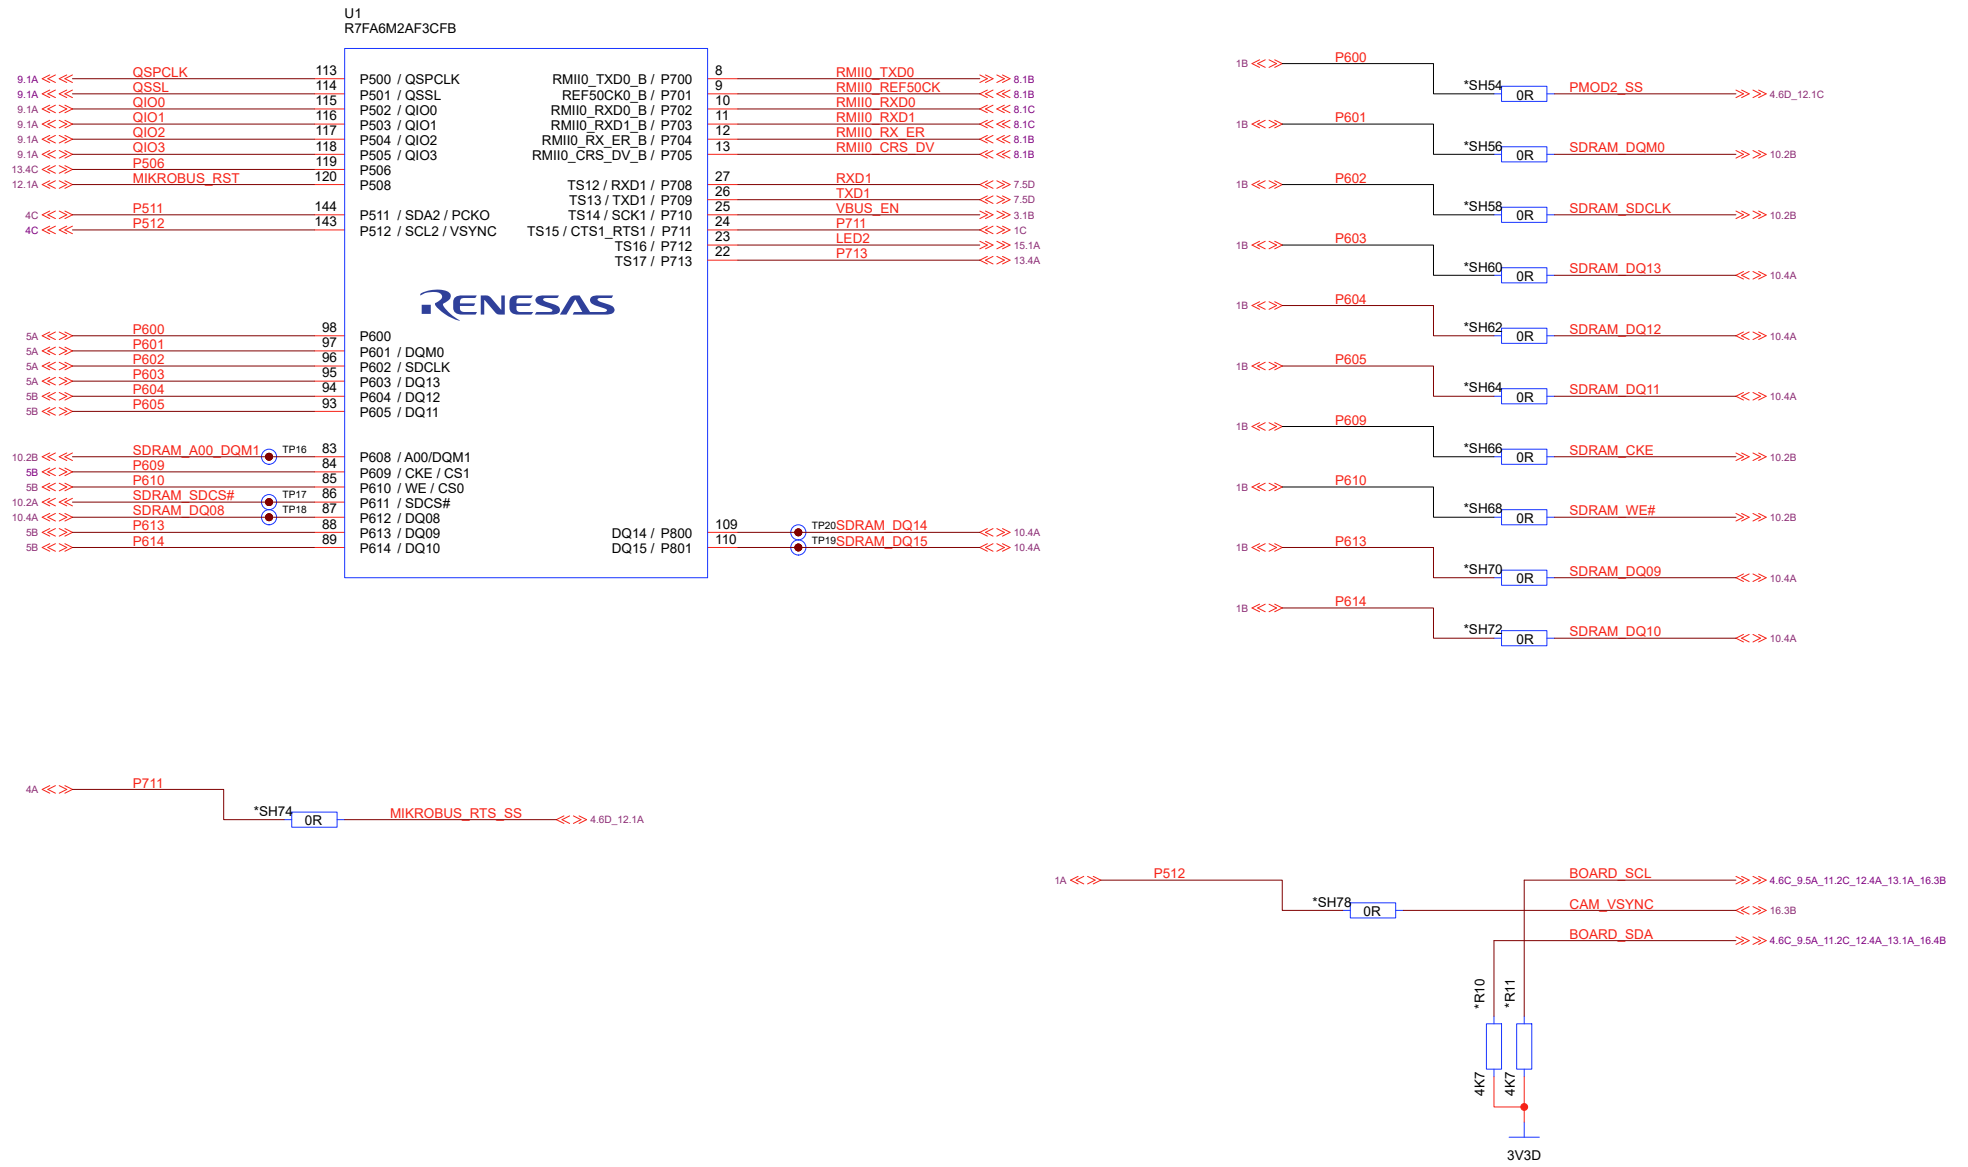 U1
R7FA6M2AF3CFB
9.1A QSPCLK 113 P500 / QSPCLK
9.1A QSSL 114 P501 / QSSL
9.1A QIO0 115 P502 / QIO0
9.1A QIO1 116 P503 / QIO1
9.1A QIO2 117 P504 / QIO2
9.1A QIO3 118 P505 / QIO3
13.4C P506 119 P506
12.1A MIKROBUS_RST 120 P508
4C P511 144 P511 / SDA2 / PCKO
4C P512 143 P512 / SCL2 / VSYNC
RMII0_TXD0_B / P700 8 RMII0_TXD0 8.1B
REF50CK0_B / P701 9 RMII0_REF50CK 8.1B
RMII0_RXD0_B / P702 10 RMII0_RXD0 8.1C
RMII0_RXD1_B / P703 11 RMII0_RXD1 8.1C
RMII0_RX_ER_B / P704 12 RMII0_RX_ER 8.1B
RMII0_CRS_DV_B / P705 13 RMII0_CRS_DV 8.1B
TS12 / RXD1 / P708 27 RXD1 7.5D
TS13 / TXD1 / P709 26 TXD1 7.5D
TS14 / SCK1 / P710 25 VBUS_EN 3.1B
TS15 / CTS1_RTS1 / P711 24 P711 1C
TS16 / P712 23 LED2 15.1A
TS17 / P713 22 P713 13.4A
RENESAS
5A P600 98 P600
5A P601 97 P601 / DQM0
5A P602 96 P602 / SDCLK
5A P603 95 P603 / DQ13
5B P604 94 P604 / DQ12
5B P605 93 P605 / DQ11
10.2B SDRAM_A00_DQM1 TP16 83 P608 / A00/DQM1
5B P609 84 P609 / CKE / CS1
5B P610 85 P610 / WE / CS0
10.2A SDRAM_SDCS# TP17 86 P611 / SDCS#
10.4A SDRAM_DQ08 TP18 87 P612 / DQ08
5B P613 88 P613 / DQ09
5B P614 89 P614 / DQ10
DQ14 / P800 109 TP20 SDRAM_DQ14 10.4A
DQ15 / P801 110 TP19 SDRAM_DQ15 10.4A
1B P600 *SH54 0R PMOD2_SS 4.6D_12.1C
1B P601 *SH56 0R SDRAM_DQM0 10.2B
1B P602 *SH58 0R SDRAM_SDCLK 10.2B
1B P603 *SH60 0R SDRAM_DQ13 10.4A
1B P604 *SH62 0R SDRAM_DQ12 10.4A
1B P605 *SH64 0R SDRAM_DQ11 10.4A
1B P609 *SH66 0R SDRAM_CKE 10.2B
1B P610 *SH68 0R SDRAM_WE# 10.2B
1B P613 *SH70 0R SDRAM_DQ09 10.4A
1B P614 *SH72 0R SDRAM_DQ10 10.4A
4A P711 *SH74 0R MIKROBUS_RTS_SS 4.6D_12.1A
1A P512 *SH78 0R
BOARD_SCL 4.6C_9.5A_11.2C_12.4A_13.1A_16.3B
CAM_VSYNC 16.3B
BOARD_SDA 4.6C_9.5A_11.2C_12.4A_13.1A_16.4B
*R10 *R11
4K7 4K7
3V3D